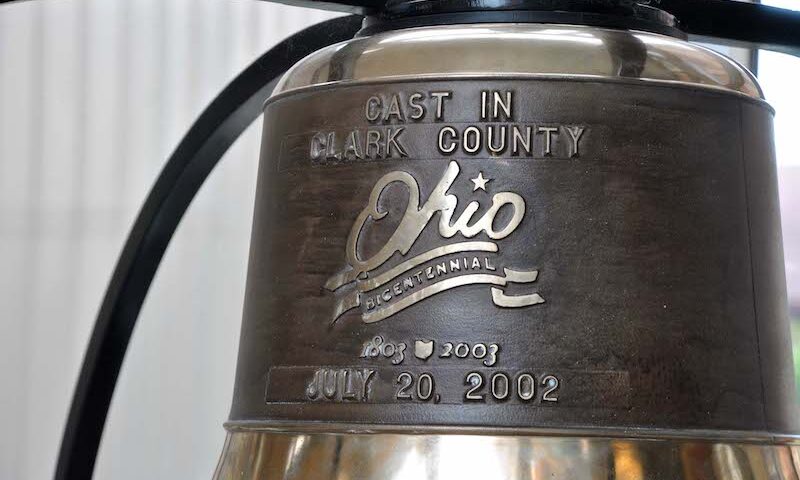 CAST IN
CLARK COUNTY
Ohio
BICENTENNIAL
1803 2003
JULY 20, 2002